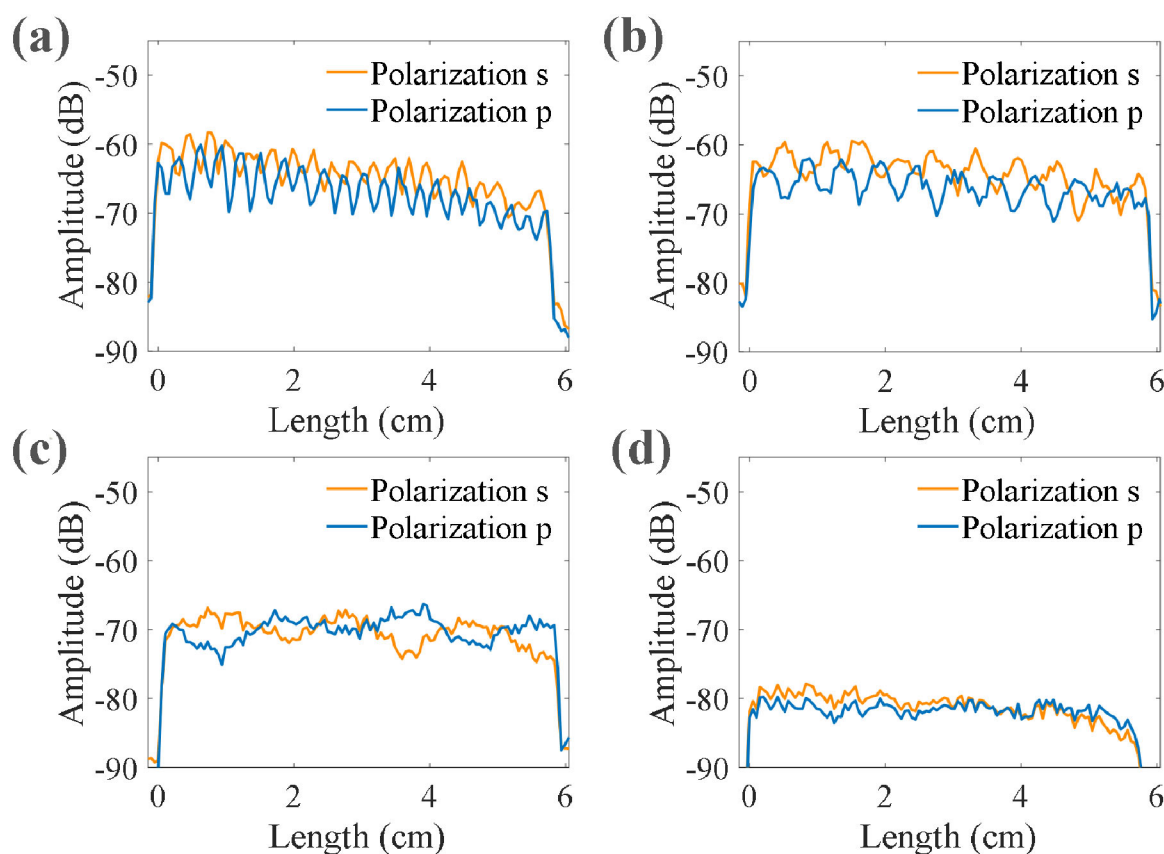 (a)
Polarization s
Polarization p
Amplitude (dB)
-50
-60
-70
-80
-90
0 2 4 6
Length (cm)
(b)
Polarization s
Polarization p
Amplitude (dB)
-50
-60
-70
-80
-90
0 2 4 6
Length (cm)
(c)
Polarization s
Polarization p
Amplitude (dB)
-50
-60
-70
-80
-90
0 2 4 6
Length (cm)
(d)
Polarization s
Polarization p
Amplitude (dB)
-50
-60
-70
-80
-90
0 2 4 6
Length (cm)